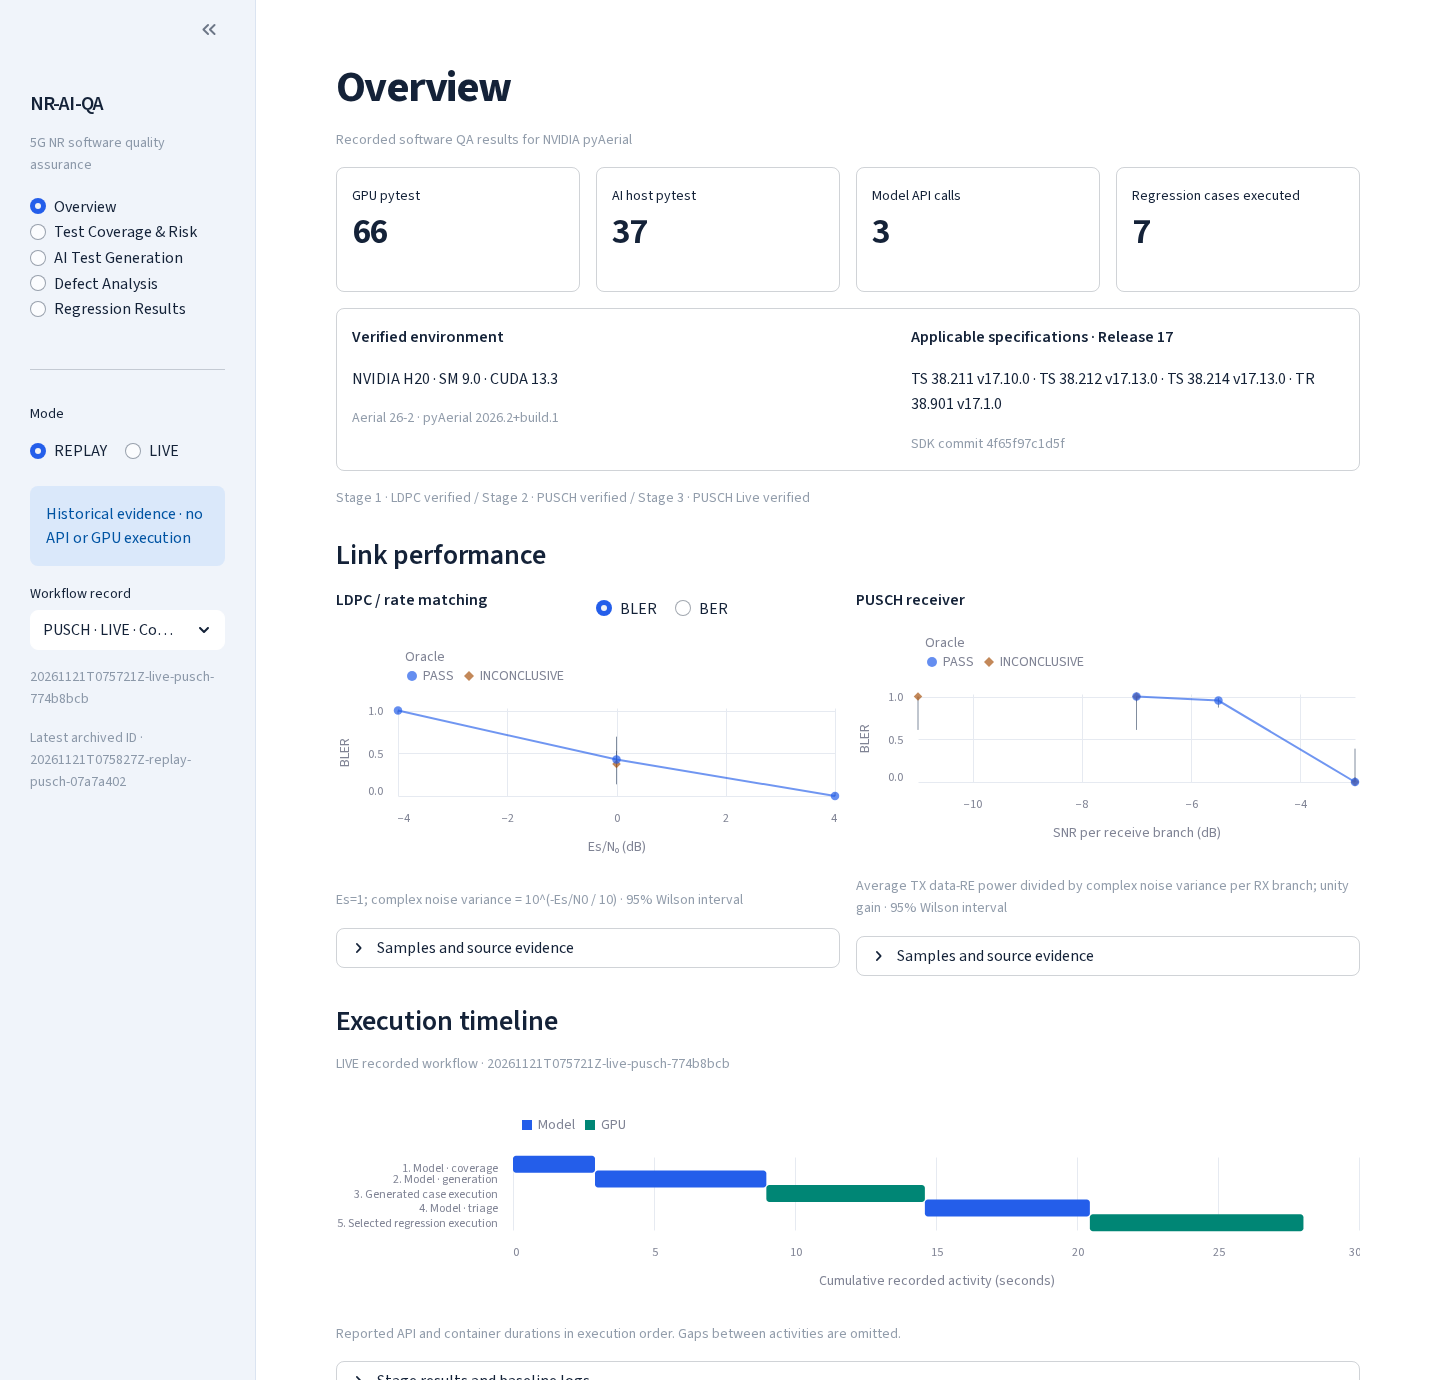 NR-AI-QA
5G NR software quality
assurance
Overview
Test Coverage & Risk
AI Test Generation
Defect Analysis
Regression Results
Mode
REPLAY
LIVE
Historical evidence · no
API or GPU execution
Workflow record
PUSCH · LIVE · Co…
20261121T075721Z-live-pusch-
774b8bcb
Latest archived ID ·
20261121T075827Z-replay-
pusch-07a7a402
Overview
Recorded software QA results for NVIDIA pyAerial
GPU pytest
66
AI host pytest
37
Model API calls
3
Regression cases executed
7
Verified environment
NVIDIA H20 · SM 9.0 · CUDA 13.3
Aerial 26-2 · pyAerial 2026.2+build.1
Applicable specifications · Release 17
TS 38.211 v17.10.0 · TS 38.212 v17.13.0 · TS 38.214 v17.13.0 · TR
38.901 v17.1.0
SDK commit 4f65f97c1d5f
Stage 1 · LDPC verified / Stage 2 · PUSCH verified / Stage 3 · PUSCH Live verified
Link performance
LDPC / rate matching
BLER
BER
Oracle
PASS
INCONCLUSIVE
BLER
1.0
0.5
0.0
−4
−2
0
2
4
Es/N₀ (dB)
Es=1; complex noise variance = 10^(-Es/N0 / 10) · 95% Wilson interval
Samples and source evidence
PUSCH receiver
Oracle
PASS
INCONCLUSIVE
BLER
1.0
0.5
0.0
−10
−8
−6
−4
SNR per receive branch (dB)
Average TX data-RE power divided by complex noise variance per RX branch; unity
gain · 95% Wilson interval
Samples and source evidence
Execution timeline
LIVE recorded workflow · 20261121T075721Z-live-pusch-774b8bcb
Model
GPU
1. Model · coverage
2. Model · generation
3. Generated case execution
4. Model · triage
5. Selected regression execution
0
5
10
15
20
25
30
Cumulative recorded activity (seconds)
Reported API and container durations in execution order. Gaps between activities are omitted.
Stage results and baseline logs